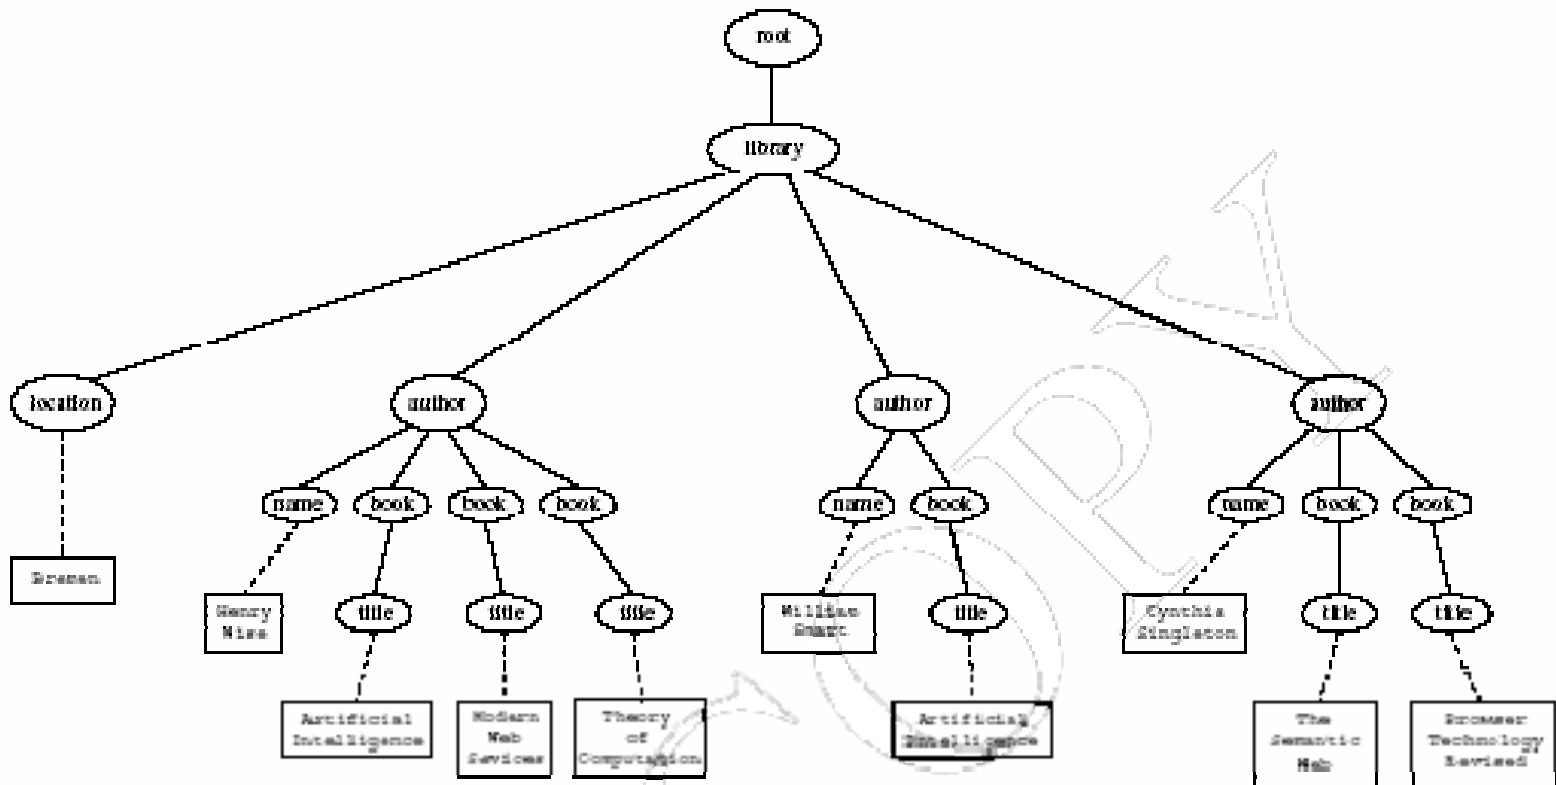 root
library
location
author
author
author
name
book
book
book
name
book
name
book
book
Bremen
Henry
Wise
title
title
title
William
Smart
title
Cynthia
Singleton
title
title
Artificial
Intelligence
Modern
Web
Sevices
Theory
of
Computation
Artificial
Intelligence
The
Semantic
Web
Browser
Technology
Revised
COPY